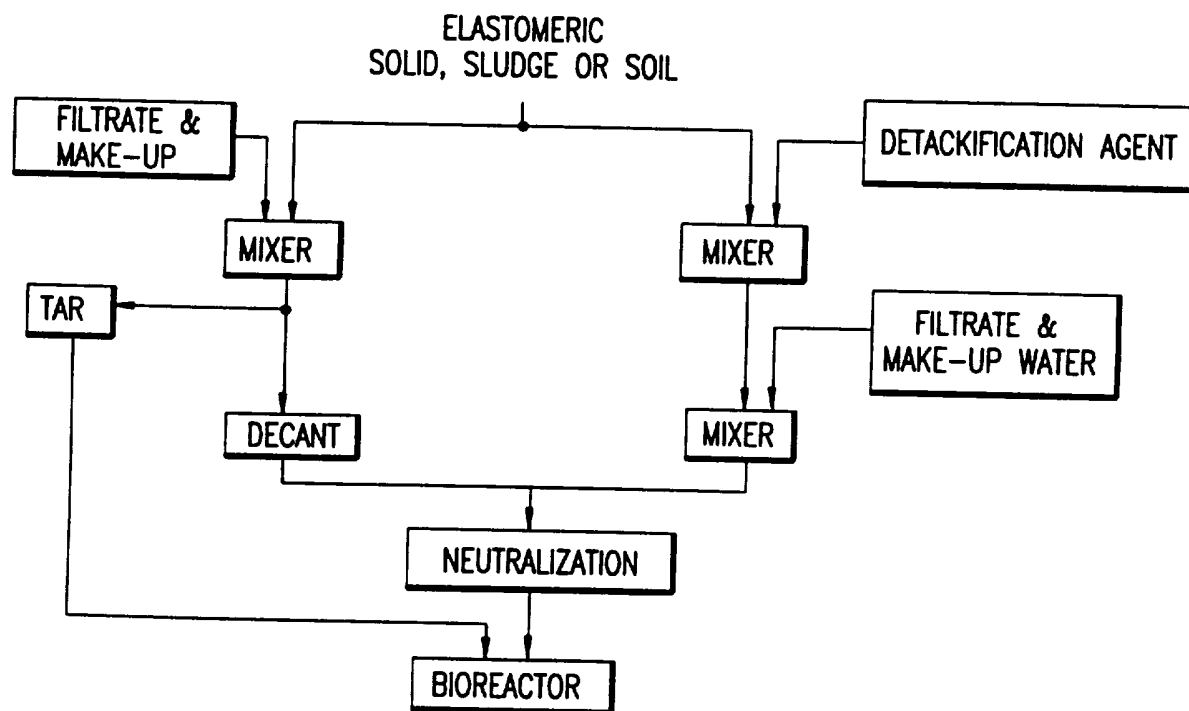 ELASTOMERIC
SOLID, SLUDGE OR SOIL
FILTRATE &
MAKE-UP
DETACKIFICATION AGENT
MIXER
MIXER
TAR
FILTRATE &
MAKE-UP WATER
DECANT
MIXER
NEUTRALIZATION
BIOREACTOR